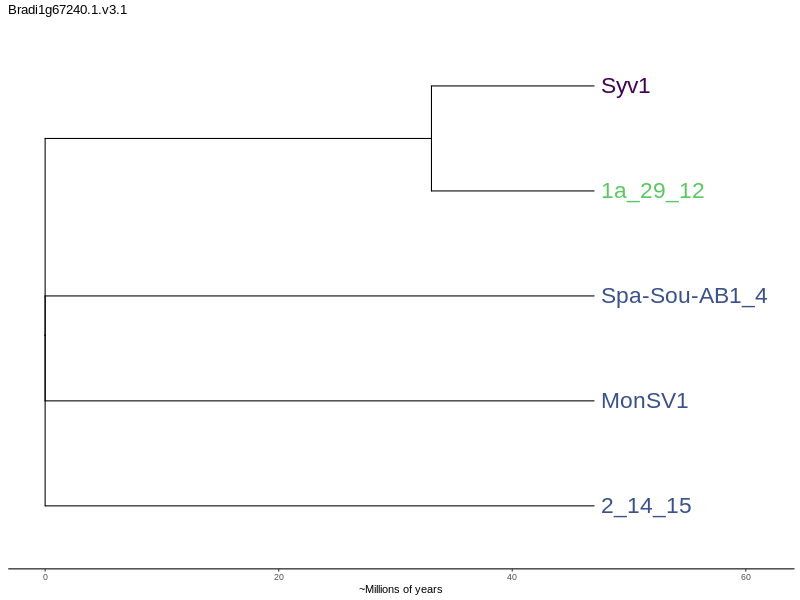 Bradi1g67240.1.v3.1
Syv1
1a_29_12
Spa-Sou-AB1_4
MonSV1
2_14_15
0 20 40 60
~Millions of years